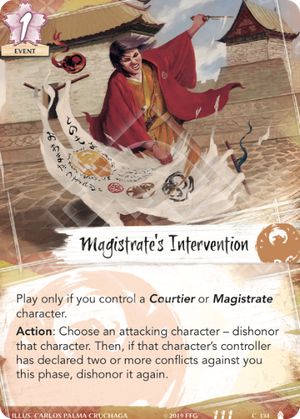 1
EVENT
Magistrate's Intervention
Play only if you control a Courtier or Magistrate
character.
Action: Choose an attacking character – dishonor
that character. Then, if that character's controller
has declared two or more conflicts against you
this phase, dishonor it again.
ILLUS. CARLOS PALMA CRUCHAGA
©2019 FFG
111
C 134